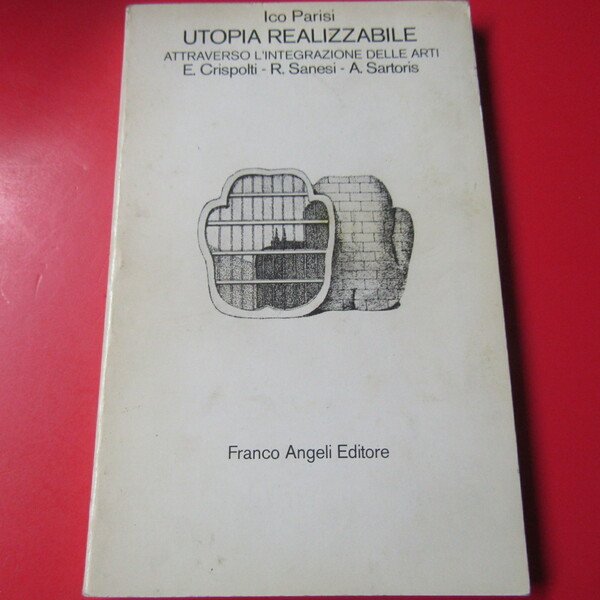 Ico Parisi
UTOPIA REALIZZABILE
ATTRAVERSO L'INTEGRAZIONE DELLE ARTI
E. Crispolti - R. Sanesi - A. Sartoris
Franco Angeli Editore